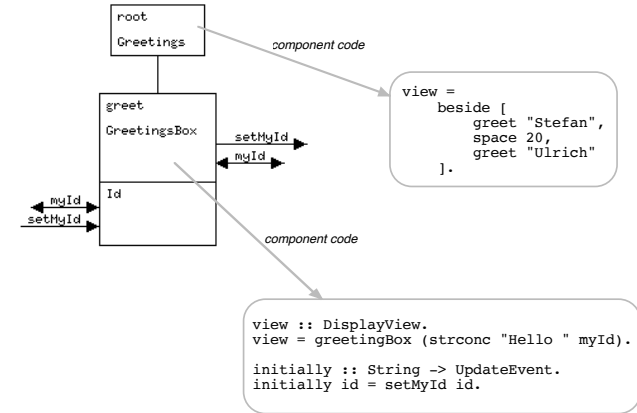 root
Greetings
component code
view =
    beside [
        greet "Stefan",
        space 20,
        greet "Ulrich"
    ].
greet
GreetingsBox
setMyId
myId
Id
myId
setMyId
component code
view :: DisplayView.
view = greetingBox (strconc "Hello " myId).
initially :: String -> UpdateEvent.
initially id = setMyId id.